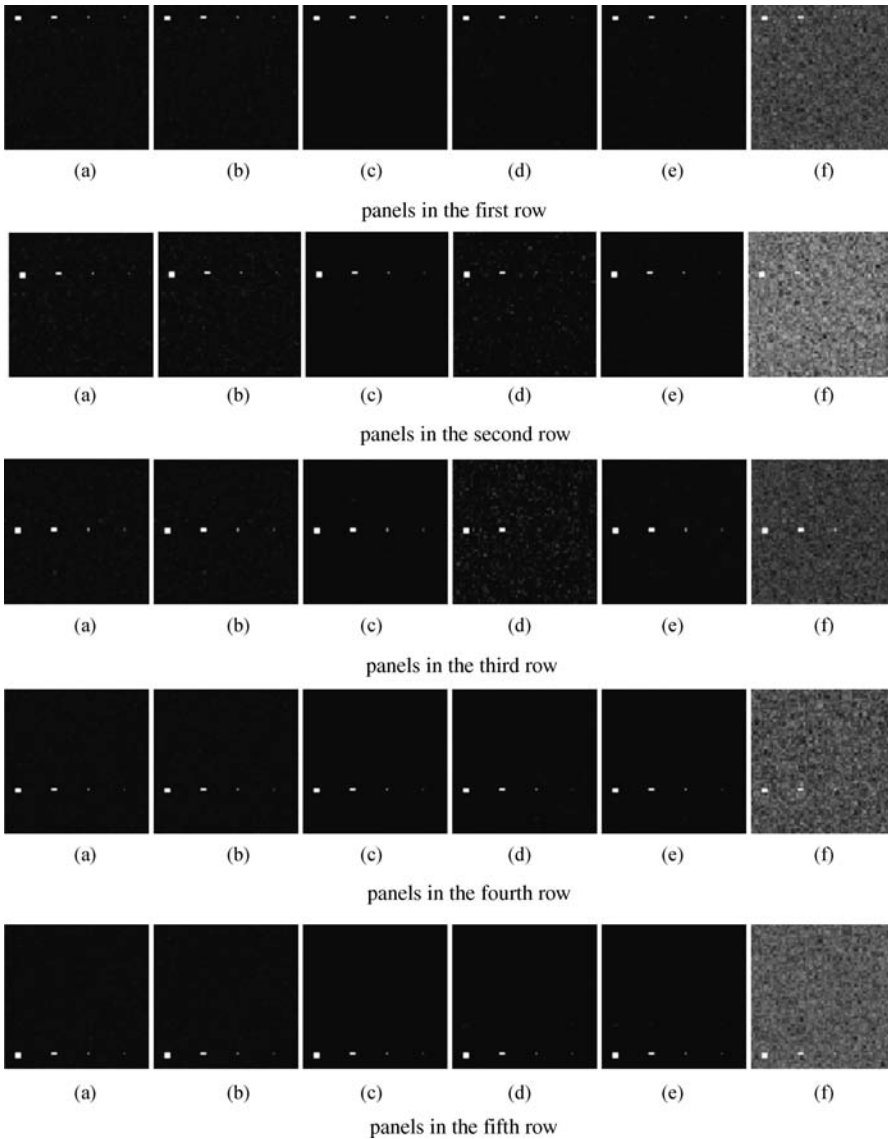 (a) (b) (c) (d) (e) (f)
panels in the first row
(a) (b) (c) (d) (e) (f)
panels in the second row
(a) (b) (c) (d) (e) (f)
panels in the third row
(a) (b) (c) (d) (e) (f)
panels in the fourth row
(a) (b) (c) (d) (e) (f)
panels in the fifth row